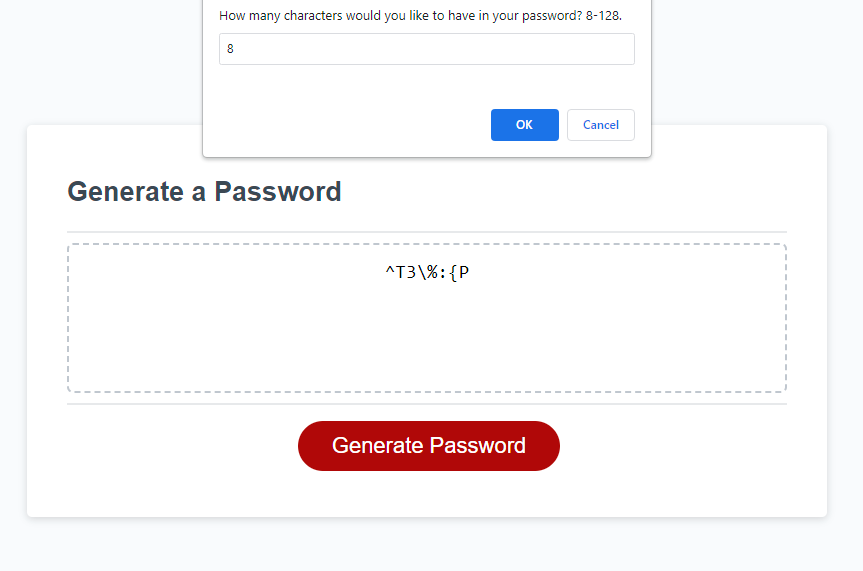 How many characters would you like to have in your password? 8-128.
8
OK
Cancel
Generate a Password
^T3\%:{P
Generate Password